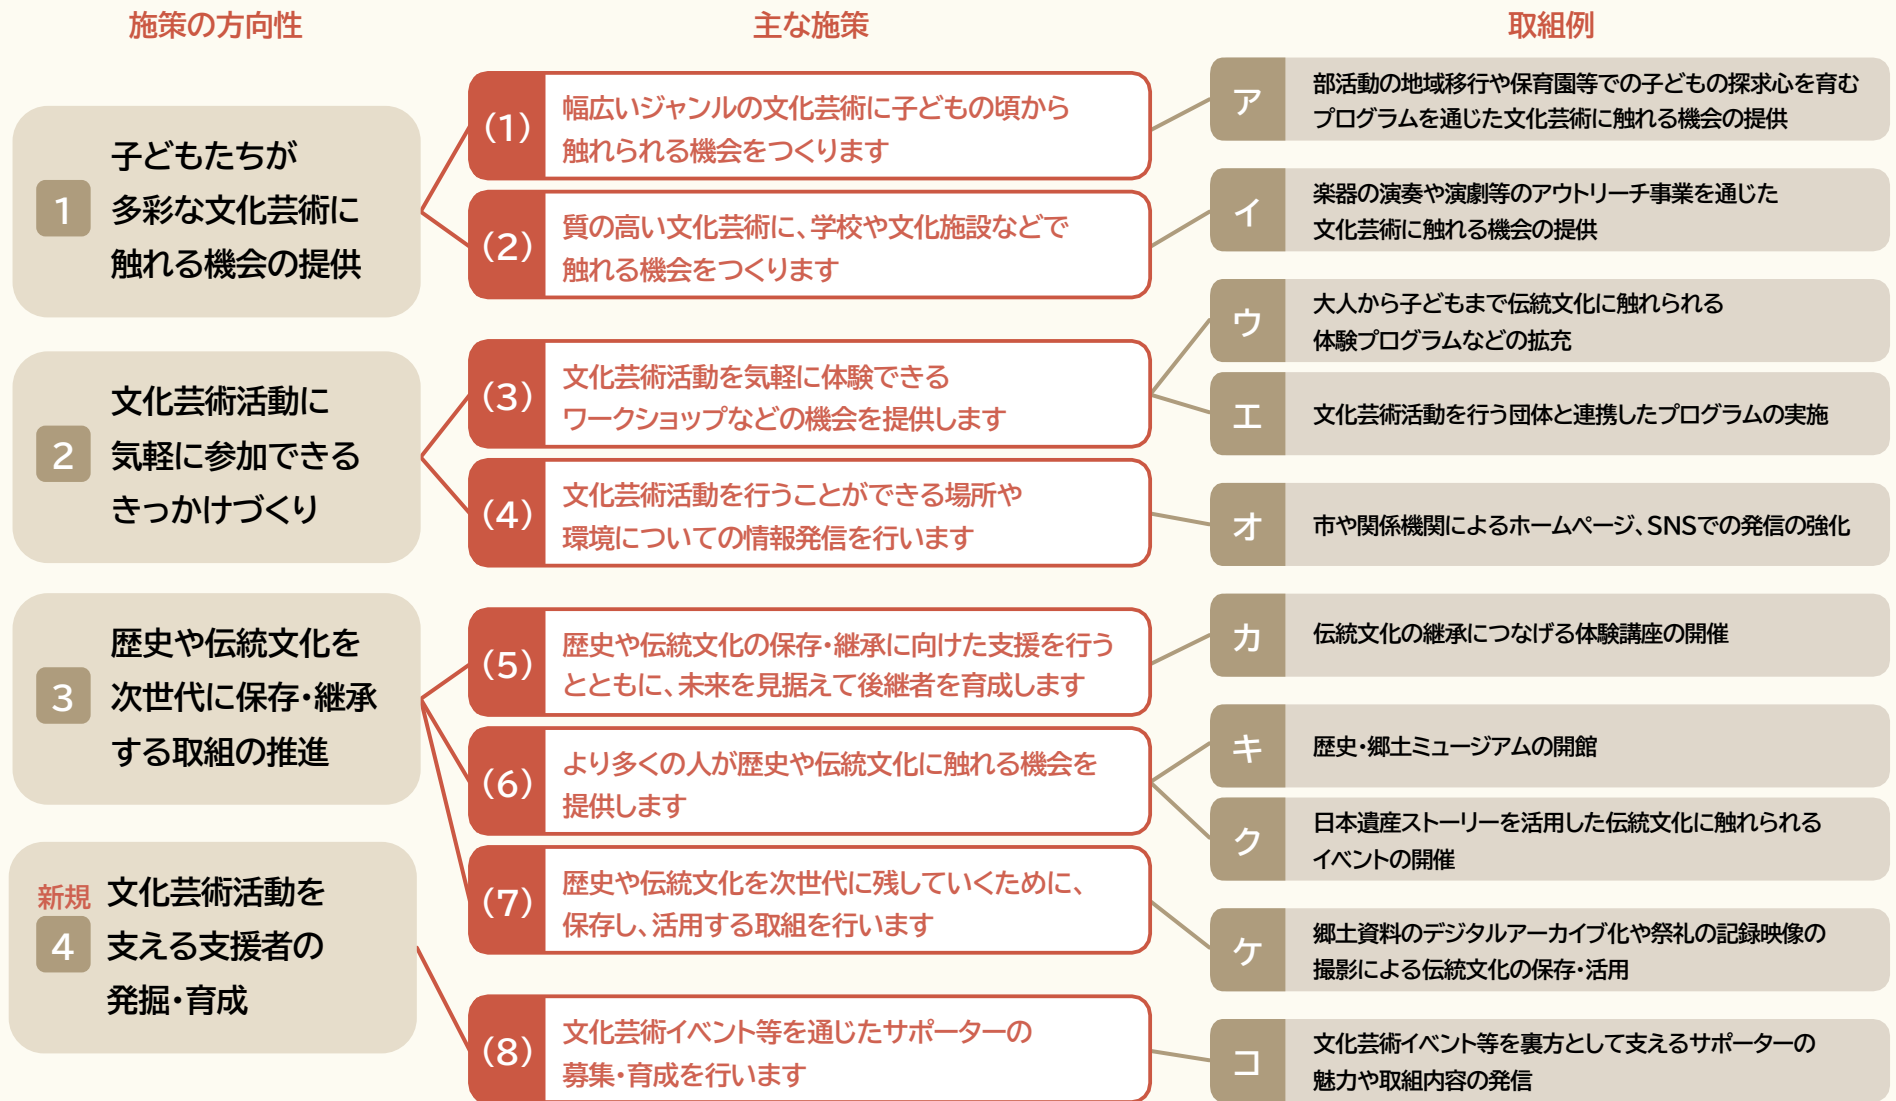 施策の方向性
主な施策
取組例
1
子どもたちが
多彩な文化芸術に
触れる機会の提供
(1)
幅広いジャンルの文化芸術に子どもの頃から
触れられる機会をつくります
ア
部活動の地域移行や保育園等での子どもの探求心を育む
プログラムを通じた文化芸術に触れる機会の提供
(2)
質の高い文化芸術に、学校や文化施設などで
触れる機会をつくります
イ
楽器の演奏や演劇等のアウトリーチ事業を通じた
文化芸術に触れる機会の提供
2
文化芸術活動に
気軽に参加できる
きっかけづくり
(3)
文化芸術活動を気軽に体験できる
ワークショップなどの機会を提供します
ウ
大人から子どもまで伝統文化に触れられる
体験プログラムなどの拡充
エ
文化芸術活動を行う団体と連携したプログラムの実施
(4)
文化芸術活動を行うことができる場所や
環境についての情報発信を行います
オ
市や関係機関によるホームページ、SNSでの発信の強化
3
歴史や伝統文化を
次世代に保存・継承
する取組の推進
(5)
歴史や伝統文化の保存・継承に向けた支援を行う
とともに、未来を見据えて後継者を育成します
カ
伝統文化の継承につなげる体験講座の開催
(6)
より多くの人が歴史や伝統文化に触れる機会を
提供します
キ
歴史・郷土ミュージアムの開館
ク
日本遺産ストーリーを活用した伝統文化に触れられる
イベントの開催
(7)
歴史や伝統文化を次世代に残していくために、
保存し、活用する取組を行います
ケ
郷土資料のデジタルアーカイブ化や祭礼の記録映像の
撮影による伝統文化の保存・活用
新規
4
文化芸術活動を
支える支援者の
発掘・育成
(8)
文化芸術イベント等を通じたサポーターの
募集・育成を行います
コ
文化芸術イベント等を裏方として支えるサポーターの
魅力や取組内容の発信